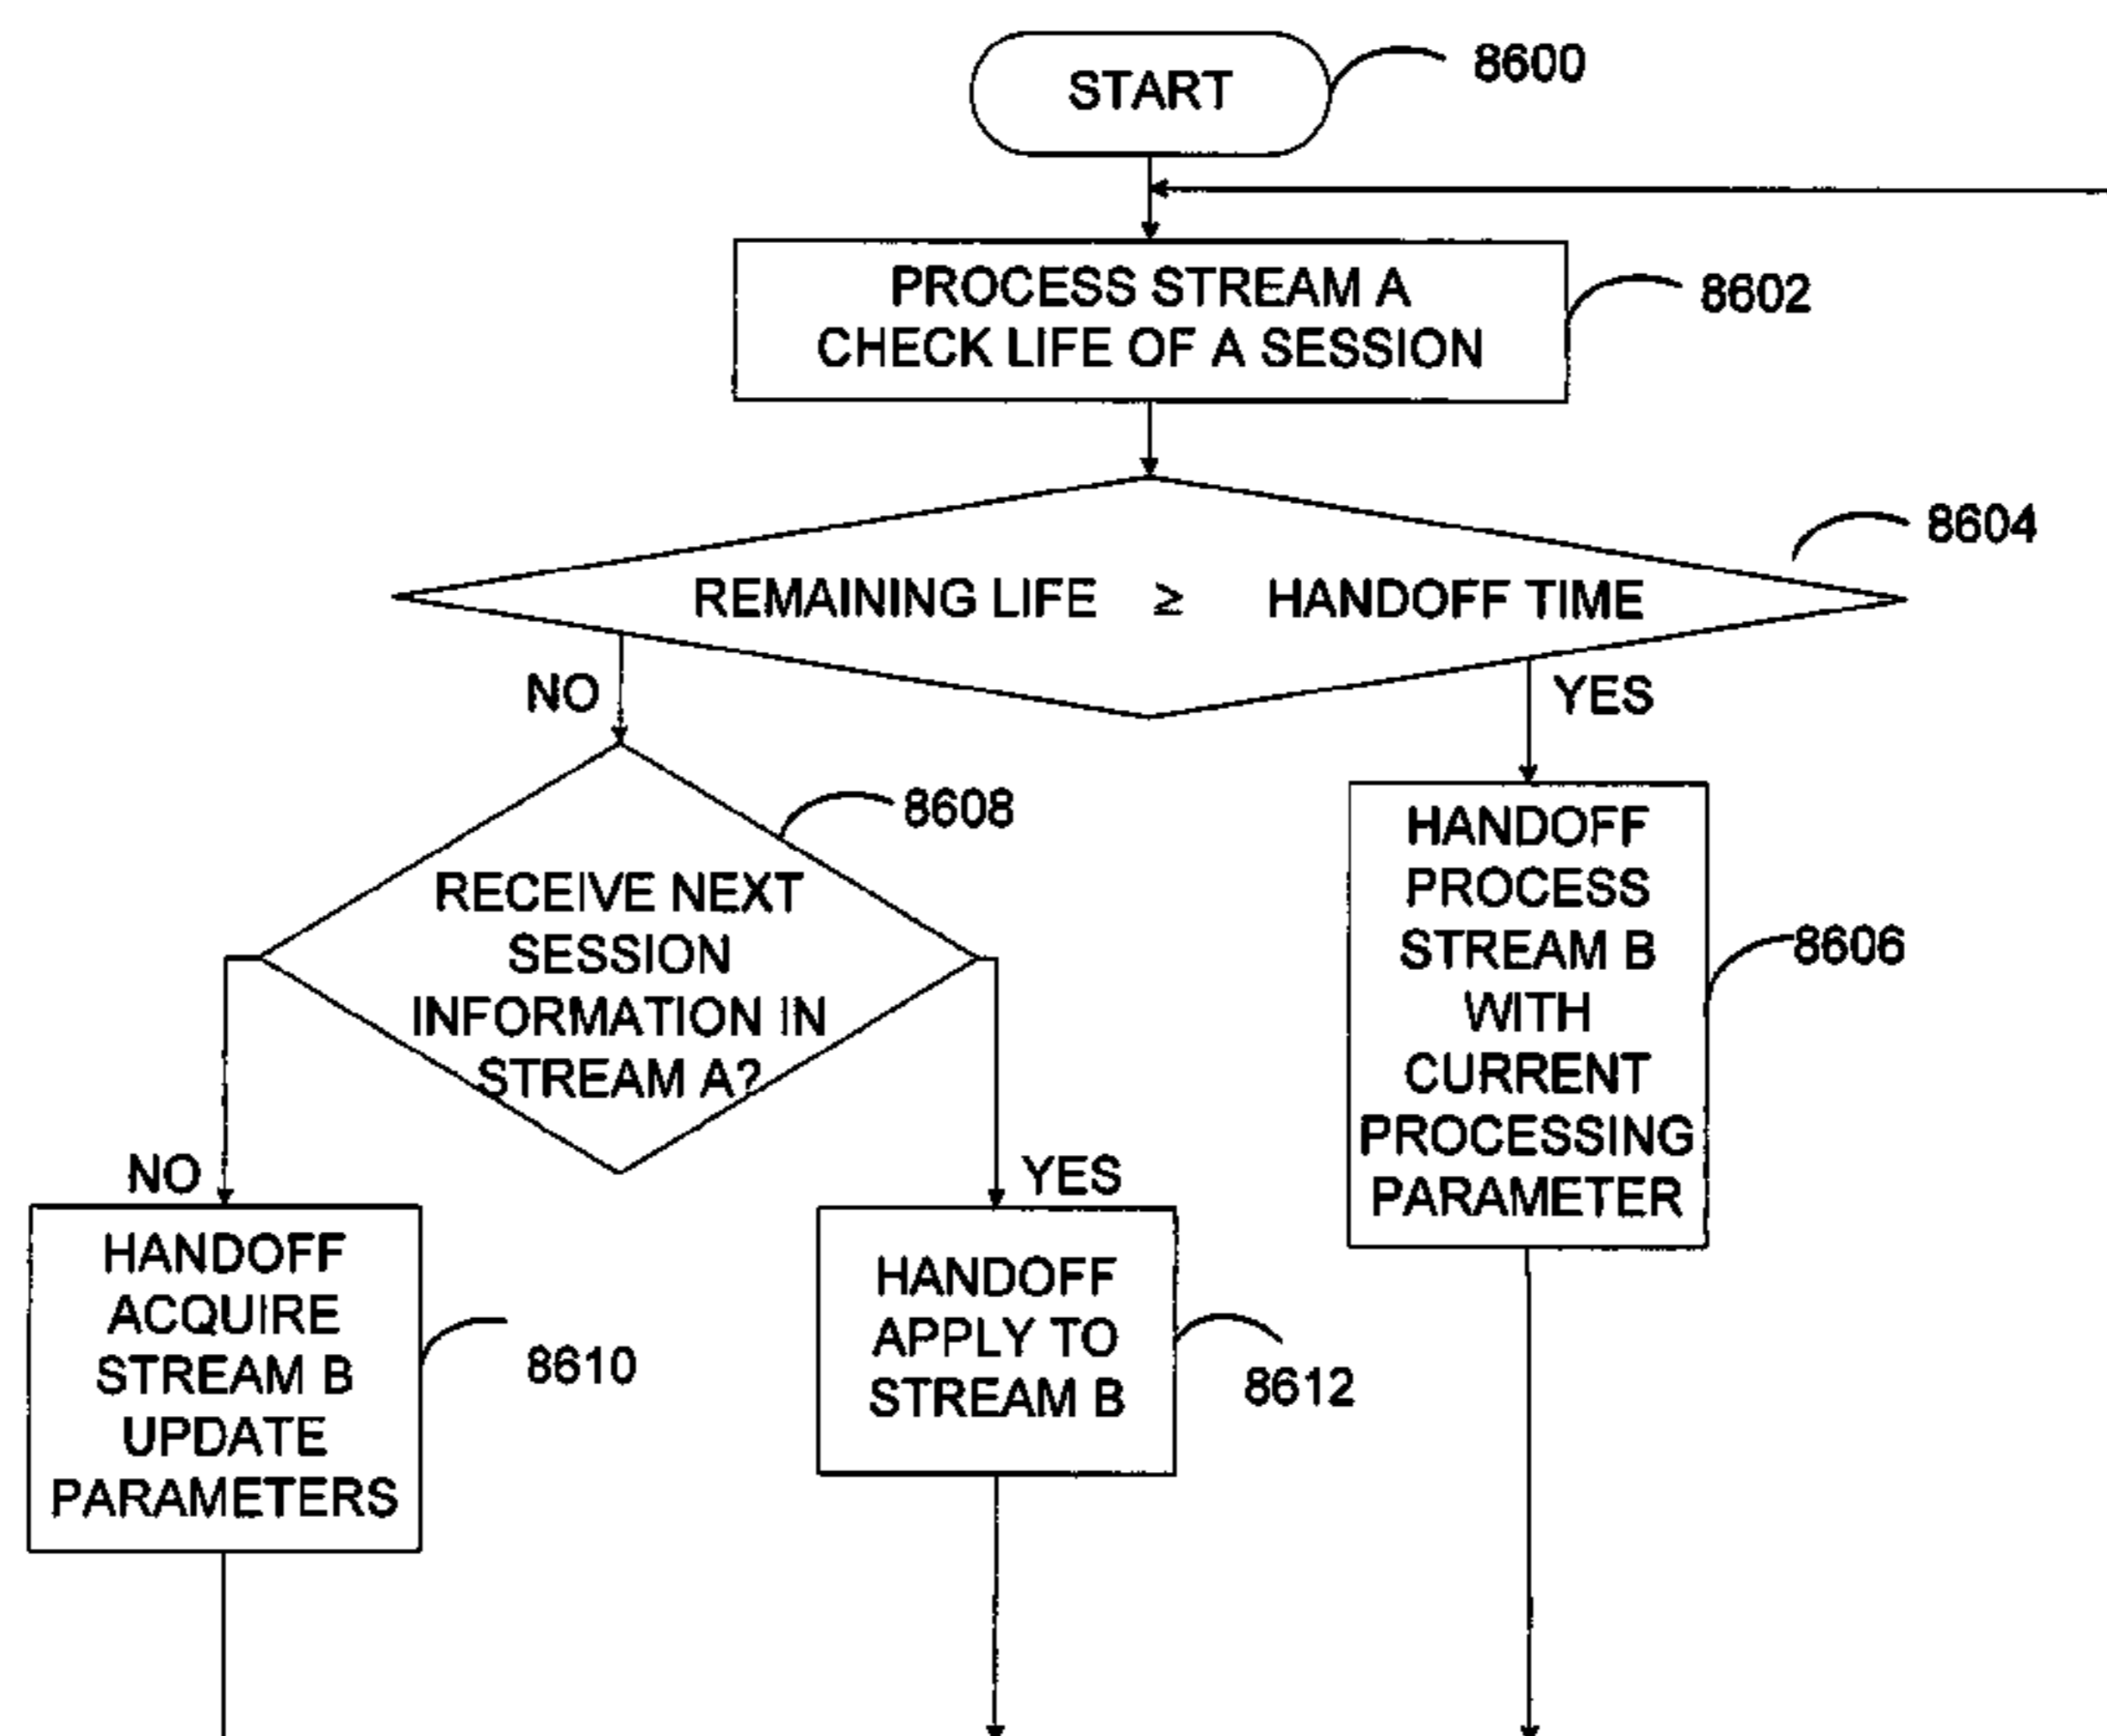 START
8600
PROCESS STREAM A
CHECK LIFE OF A SESSION
8602
REMAINING LIFE ≥ HANDOFF TIME
8604
NO
YES
RECEIVE NEXT
SESSION
INFORMATION IN
STREAM A?
8608
HANDOFF
PROCESS
STREAM B
WITH
CURRENT
PROCESSING
PARAMETER
8606
NO
YES
HANDOFF
ACQUIRE
STREAM B
UPDATE
PARAMETERS
8610
HANDOFF
APPLY TO
STREAM B
8612